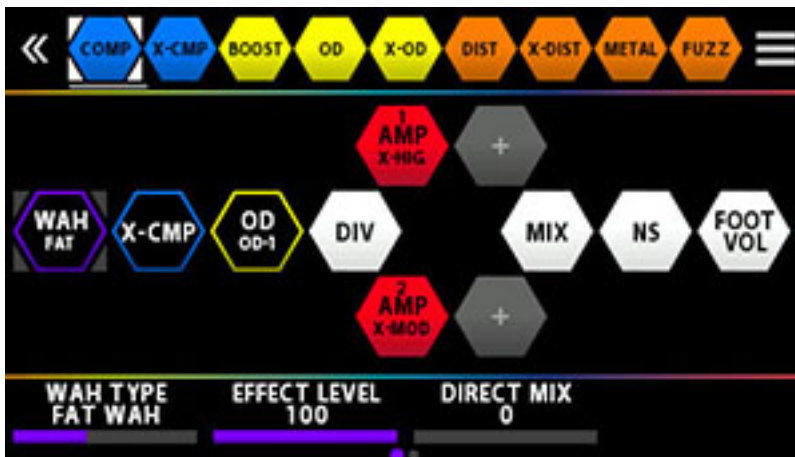 COMP X-CMP BOOST OD X-OD DIST X-DIST METAL FUZZ
1
AMP
X-HIG
+
WAH
FAT
X-CMP
OD
OD-1
DIV
MIX
NS
FOOT
VOL
2
AMP
X-MOD
+
WAH TYPE
FAT WAH
EFFECT LEVEL
100
DIRECT MIX
0